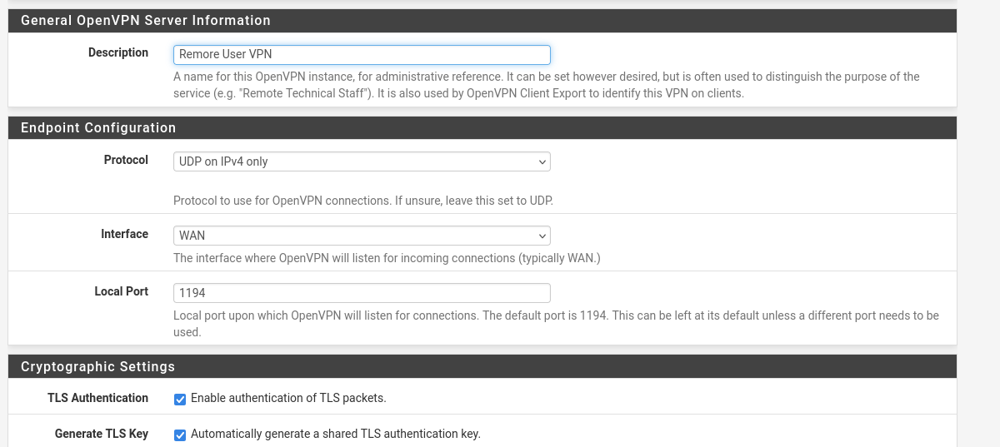 General OpenVPN Server Information
Description
Remore User VPN
A name for this OpenVPN instance, for administrative reference. It can be set however desired, but is often used to distinguish the purpose of the
service (e.g. "Remote Technical Staff"). It is also used by OpenVPN Client Export to identify this VPN on clients.
Endpoint Configuration
Protocol
UDP on IPv4 only
Protocol to use for OpenVPN connections. If unsure, leave this set to UDP.
Interface
WAN
The interface where OpenVPN will listen for incoming connections (typically WAN.)
Local Port
1194
Local port upon which OpenVPN will listen for connections. The default port is 1194. This can be left at its default unless a different port needs to be
used.
Cryptographic Settings
TLS Authentication
Enable authentication of TLS packets.
Generate TLS Key
Automatically generate a shared TLS authentication key.